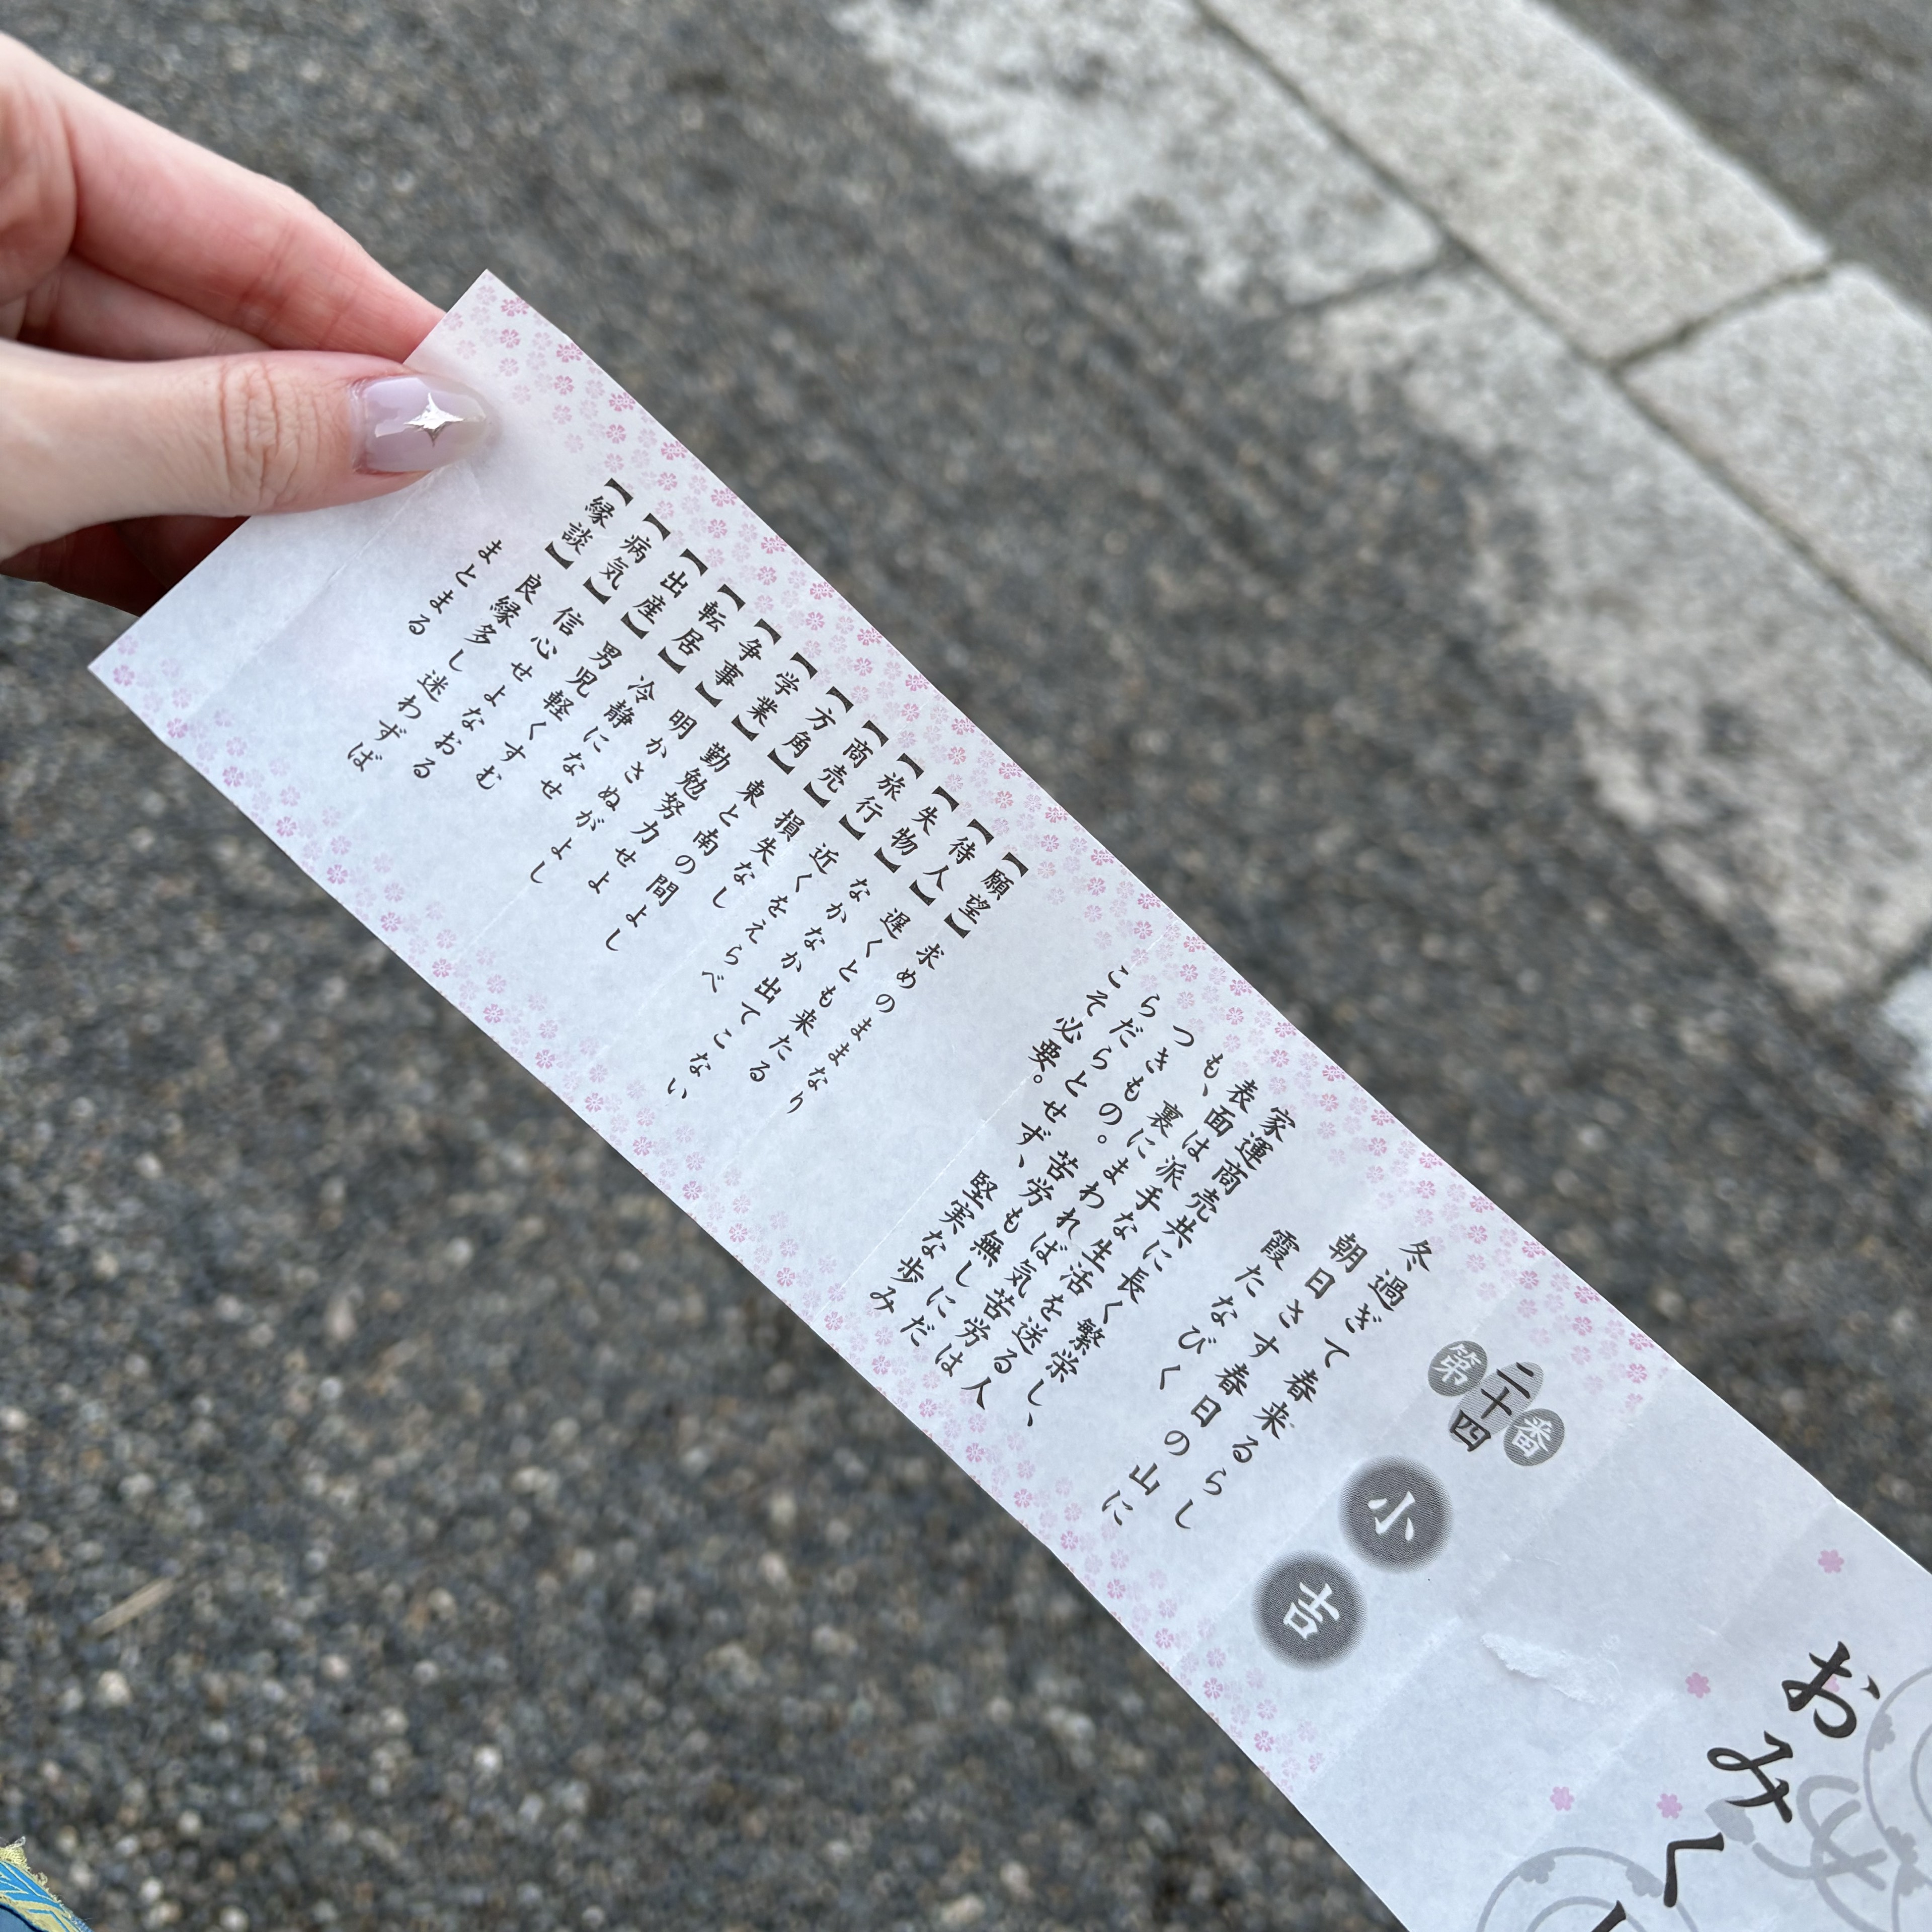 おみく
第二十四番
小吉
冬過ぎて春来るらし
朝日さす春日の山に
霞たなびく
家運商売共に長く繁栄し、
表面は派手な生活を送る人
も、裏にまわれば気苦労は
つきもの。苦労も無しにだ
らだらとせず、堅実な歩み
こそ必要。
【願望】求めのままなり
【待人】遅くとも来たる
【失物】なかなか出てこない
【旅行】近くをえらべ
【商売】損失なし
【方角】東と南の間よし
【学業】勤勉努力せよ
【争事】明かさぬがよし
【転居】冷静になせ
【出産】男児軽くすむ
【病気】信心せよなおる
【縁談】良縁多し迷わずば
まとまる